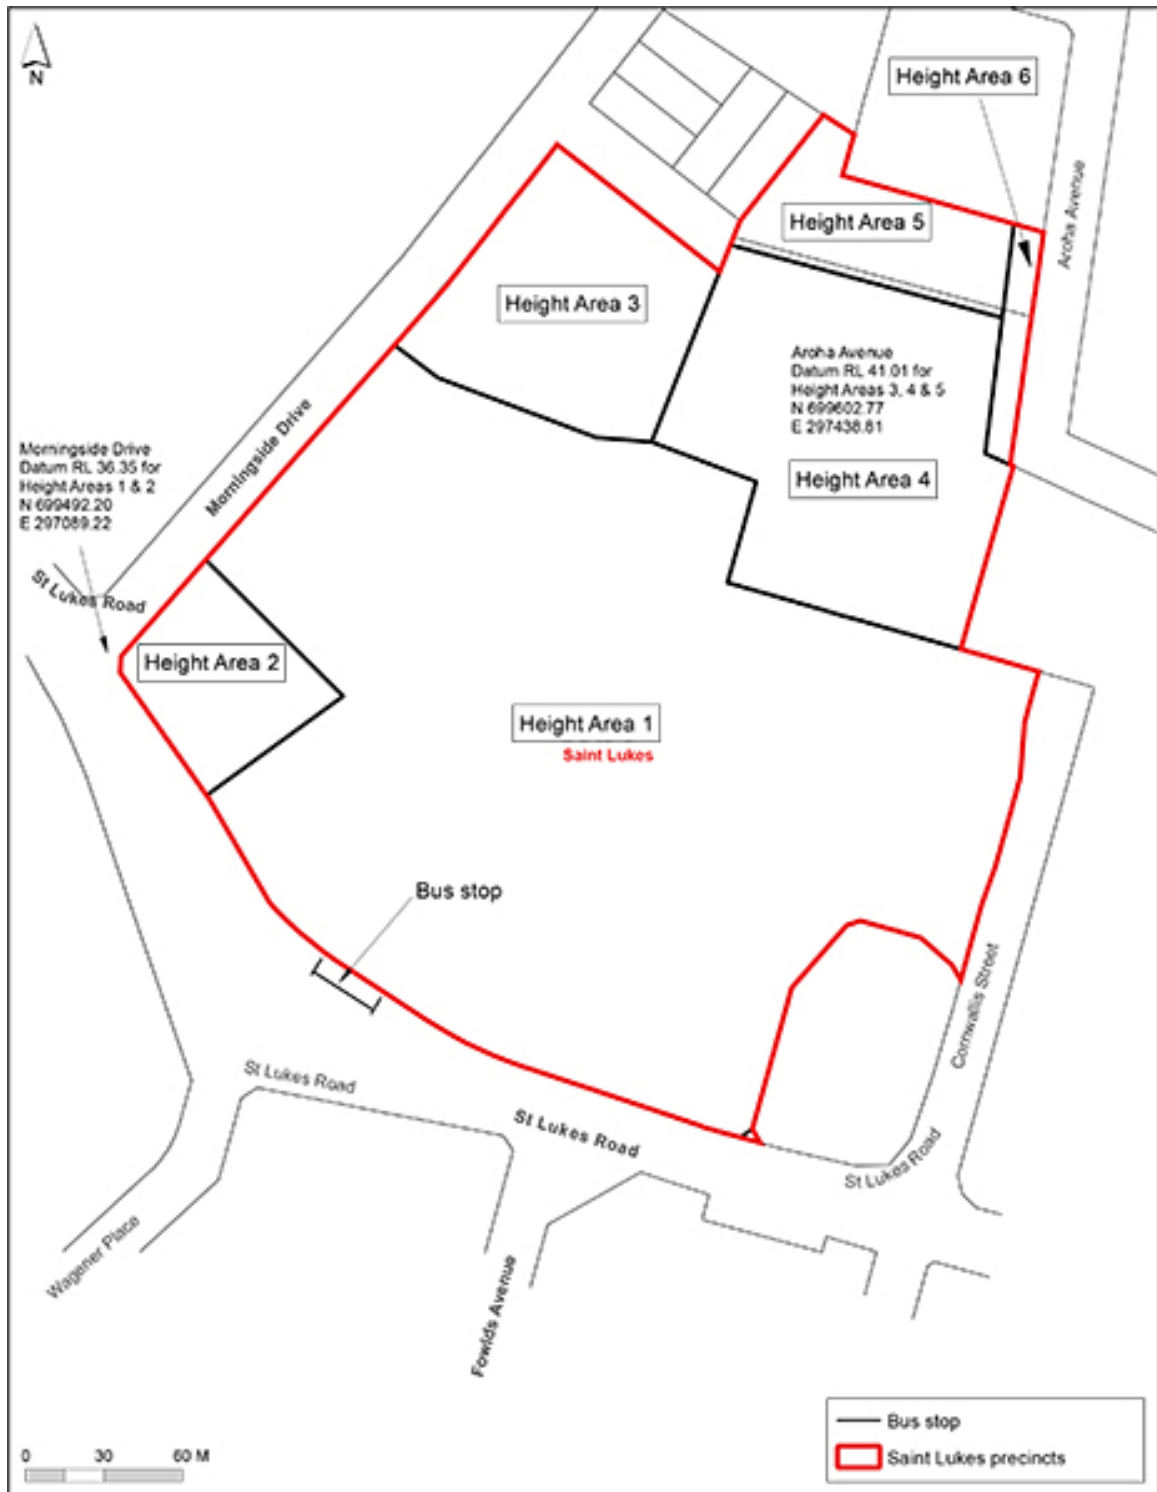 N
Height Area 6
Aroha Avenue
Height Area 5
Height Area 3
Aroha Avenue
Datum RL 41.01 for
Height Areas 3, 4 & 5
N 699602.77
E 297438.81
Height Area 4
Morningside Drive
Morningside Drive
Datum RL 36.35 for
Height Areas 1 & 2
N 699492.20
E 297089.22
St Lukes Road
Height Area 2
Height Area 1
Saint Lukes
Bus stop
Cornwallis Street
St Lukes Road
St Lukes Road
St Lukes Road
Wagener Place
Fowlds Avenue
0 30 60 M
Bus stop
Saint Lukes precincts